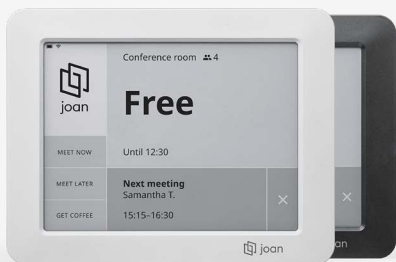 joan
Conference room 4
Free
MEET NOW
Until 12:30
MEET LATER
Next meeting
Samantha T.
GET COFFEE
15:15–16:30
joan
an